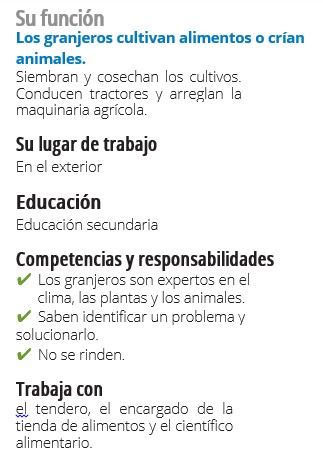 Su función
Los granjeros cultivan alimentos o crían
animales.
Siembran y cosechan los cultivos.
Conducen tractores y arreglan la
maquinaria agrícola.
Su lugar de trabajo
En el exterior
Educación
Educación secundaria
Competencias y responsabilidades
✔ Los granjeros son expertos en el
clima, las plantas y los animales.
✔ Saben identificar un problema y
solucionarlo.
✔ No se rinden.
Trabaja con
el tendero, el encargado de la
tienda de alimentos y el científico
alimentario.